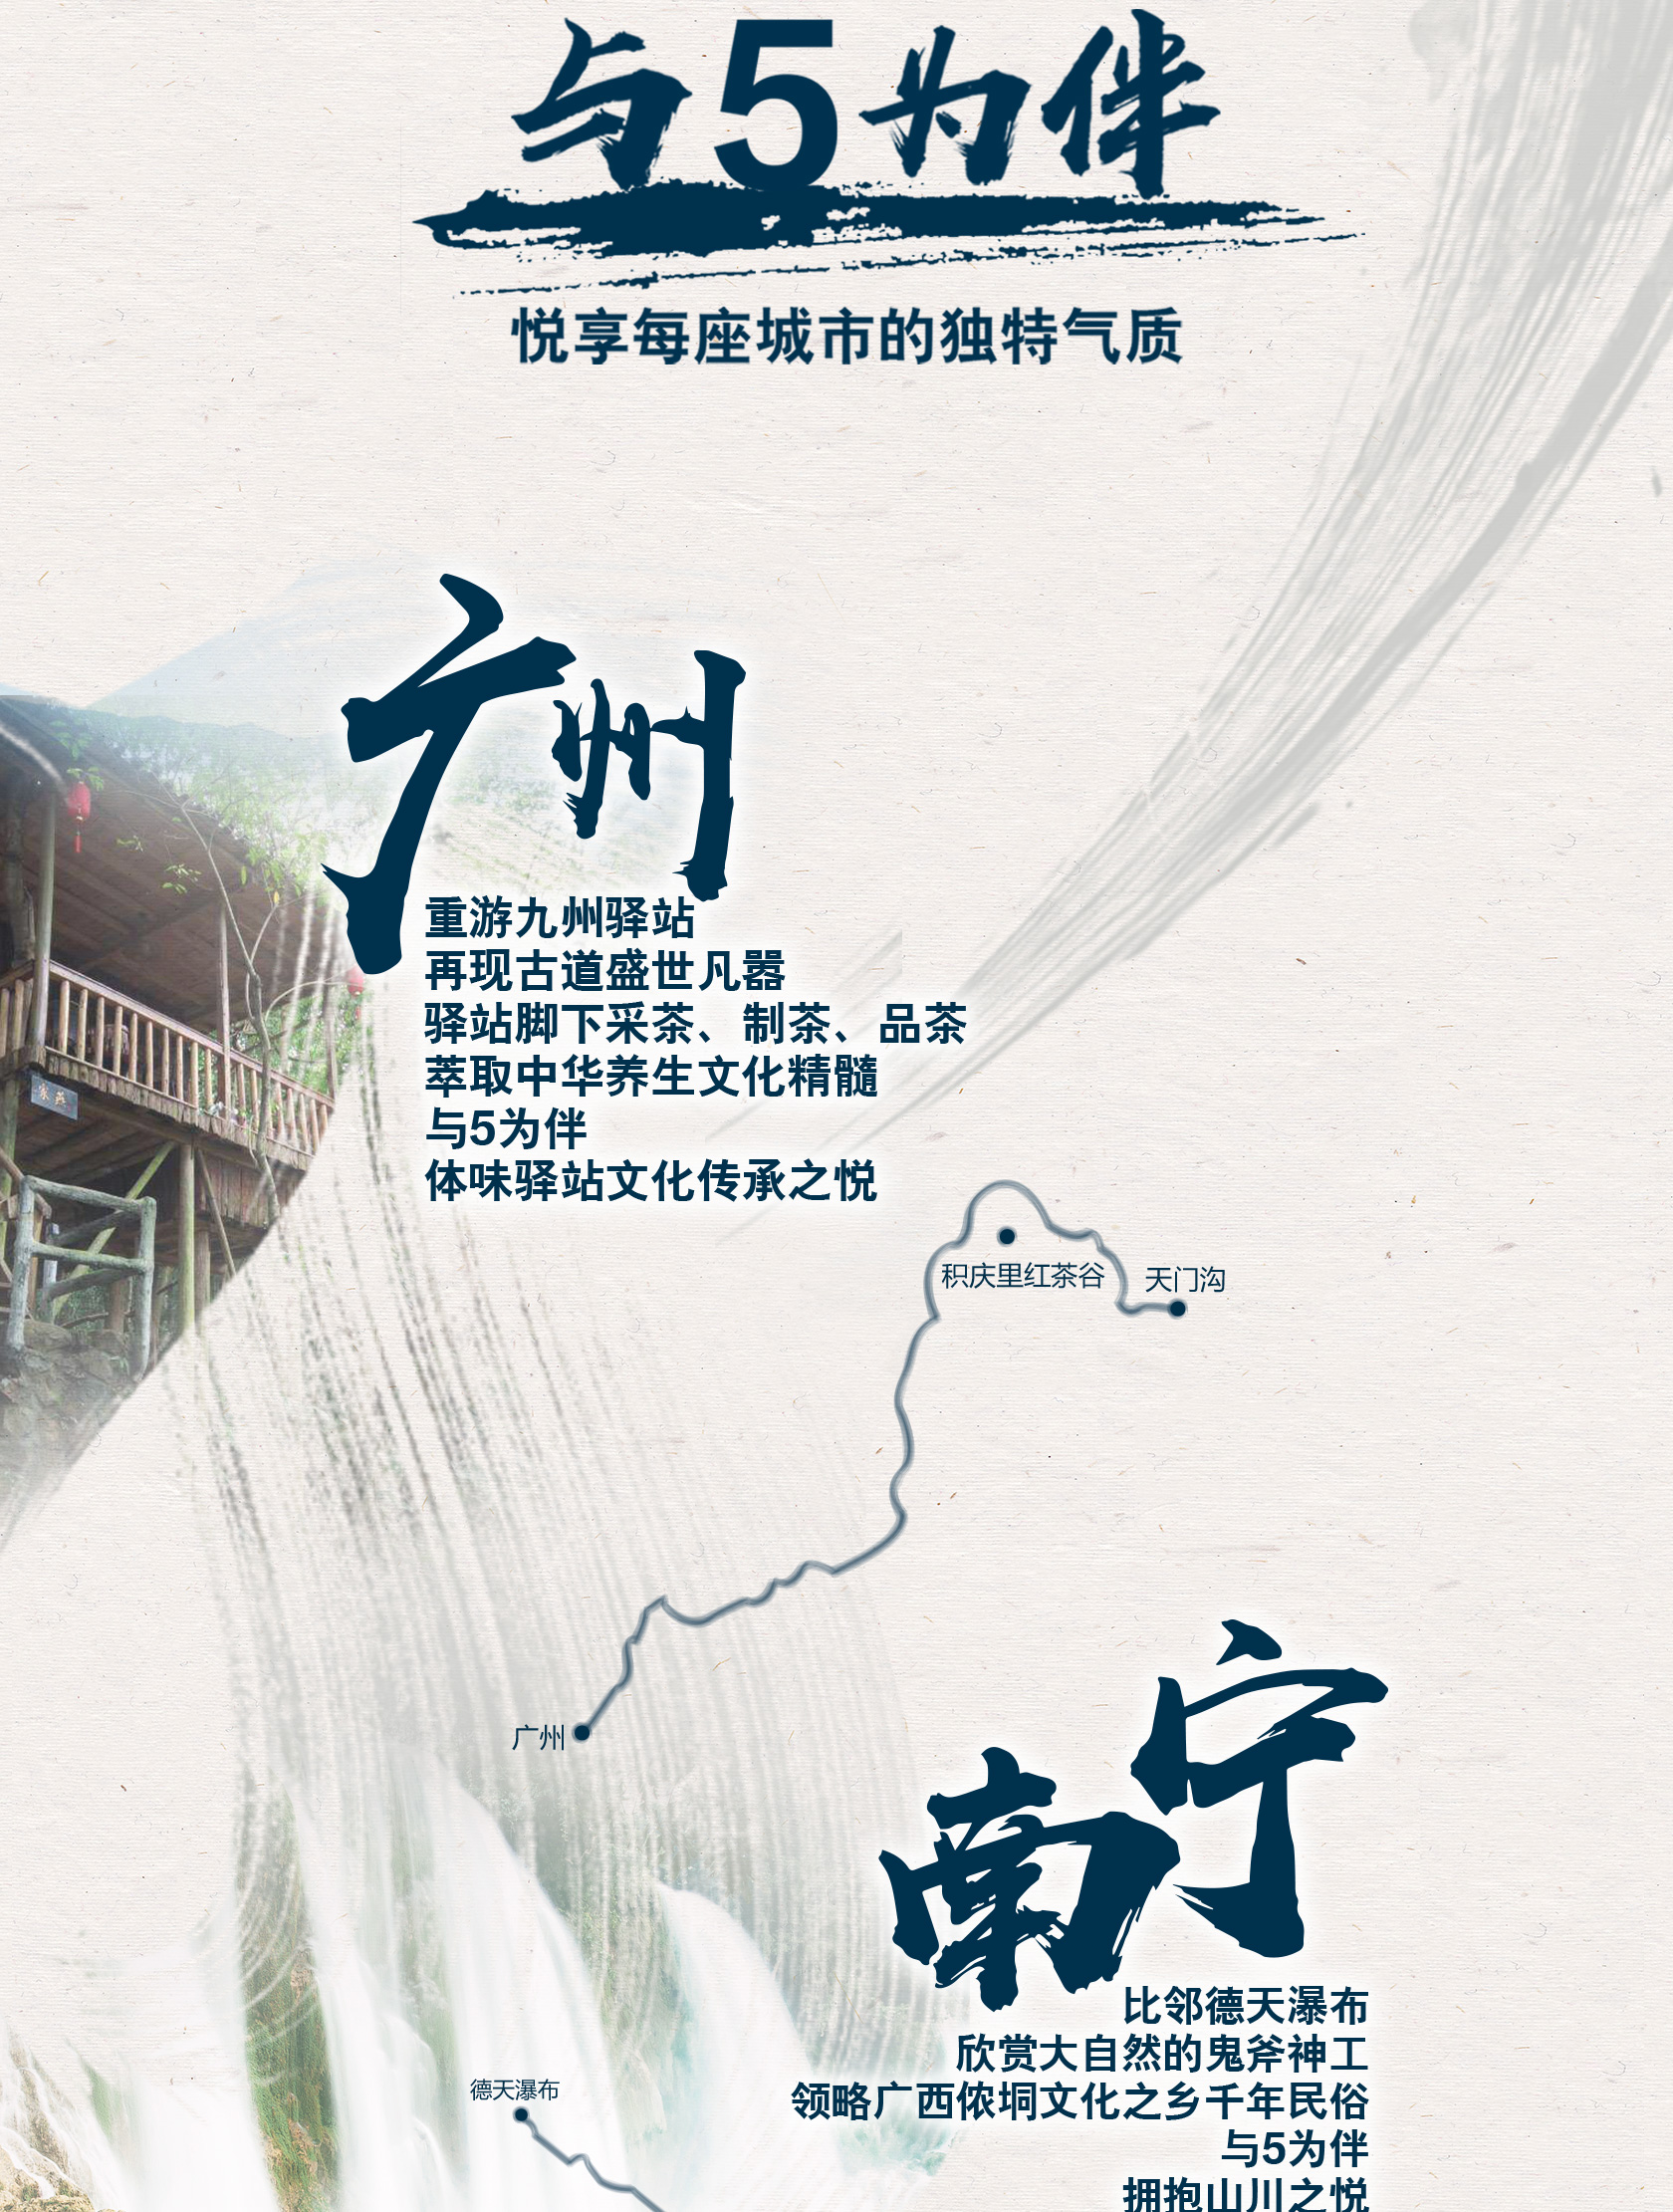 与5为伴
悦享每座城市的独特气质
广州
重游九州驿站
再现古道盛世凡嚣
驿站脚下采茶、制茶、品茶
萃取中华养生文化精髓
与5为伴
体味驿站文化传承之悦
积庆里红茶谷
天门沟
广州
南宁
比邻德天瀑布
欣赏大自然的鬼斧神工
领略广西侬垌文化之乡千年民俗
与5为伴
拥抱山川之悦
德天瀑布